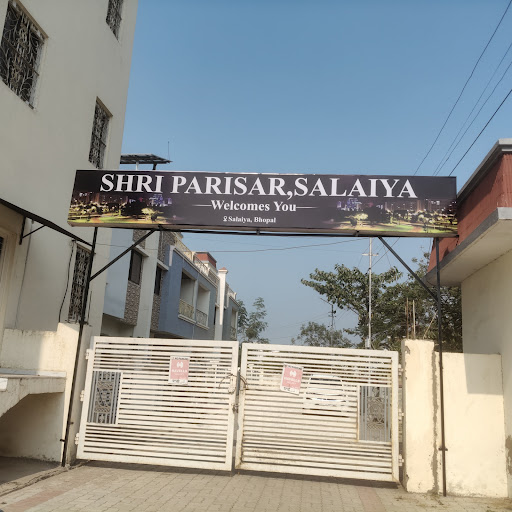 SHRI PARISAR,SALAIYA
Welcomes You
Salaiya, Bhopal